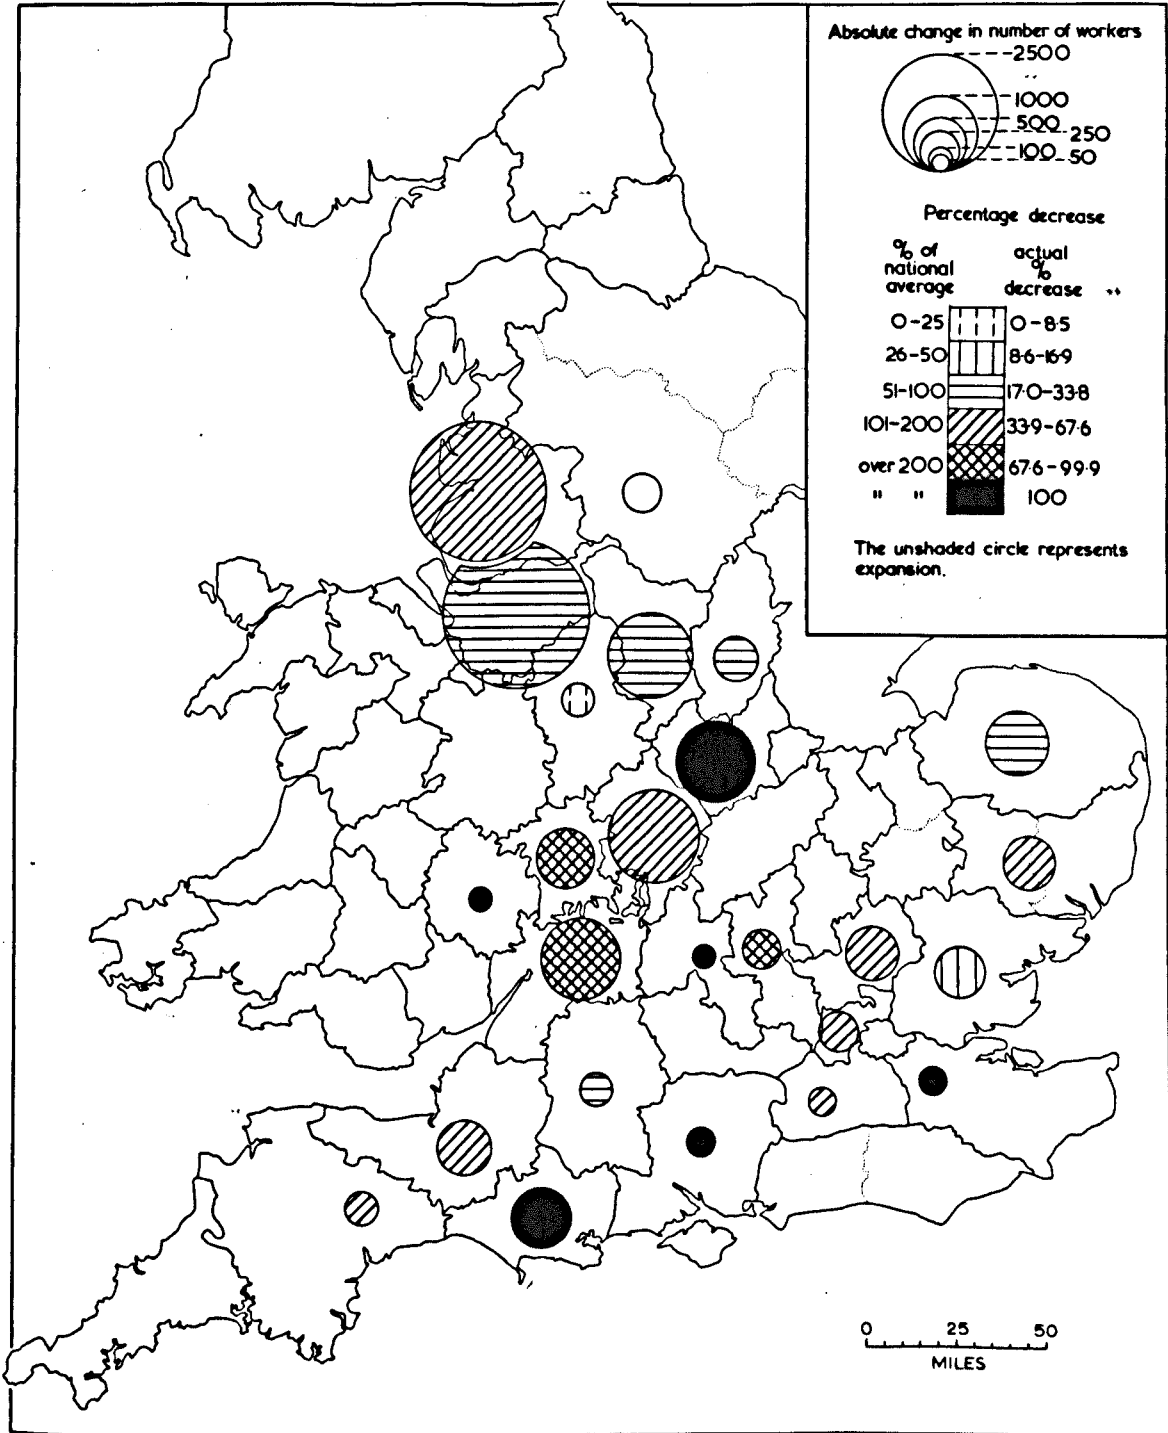 Absolute change in number of workers
2500
1000
500
250
100
50
Percentage decrease
% of national average
actual % decrease
0-25 0-8·5
26-50 8·6-16·9
51-100 17·0-33·8
101-200 33·9-67·6
over 200 67·6-99·9
" " 100
The unshaded circle represents
expansion.
0 25 50
MILES